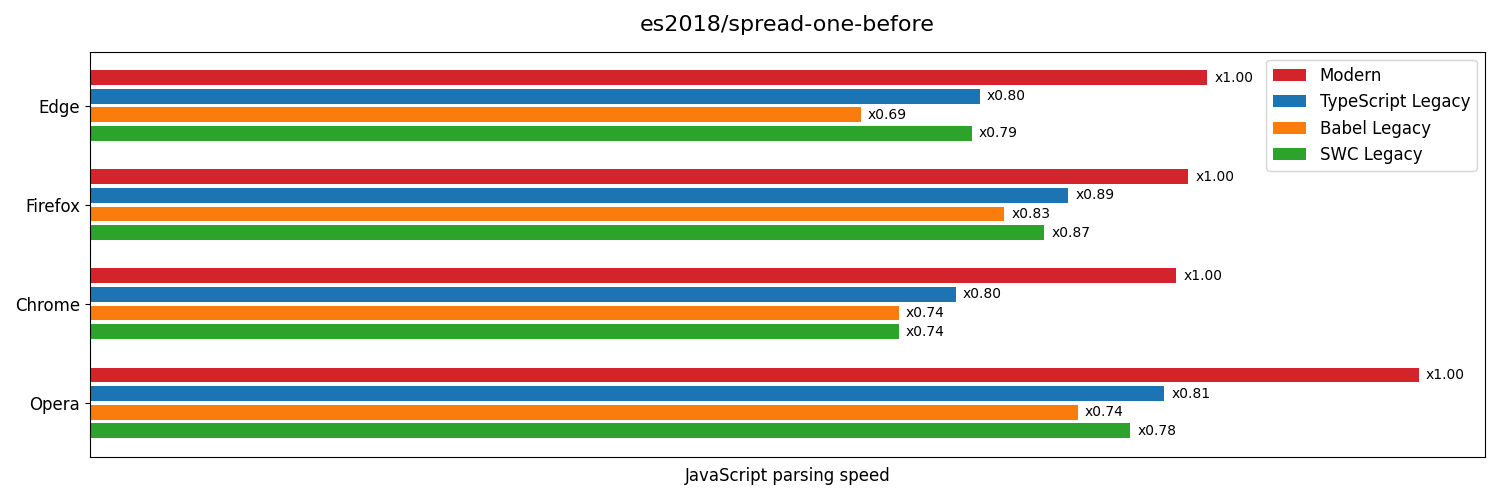 es2018/spread-one-before
Modern
TypeScript Legacy
Babel Legacy
SWC Legacy
Edge
x1.00
x0.80
x0.69
x0.79
Firefox
x1.00
x0.89
x0.83
x0.87
Chrome
x1.00
x0.80
x0.74
x0.74
Opera
x1.00
x0.81
x0.74
x0.78
JavaScript parsing speed